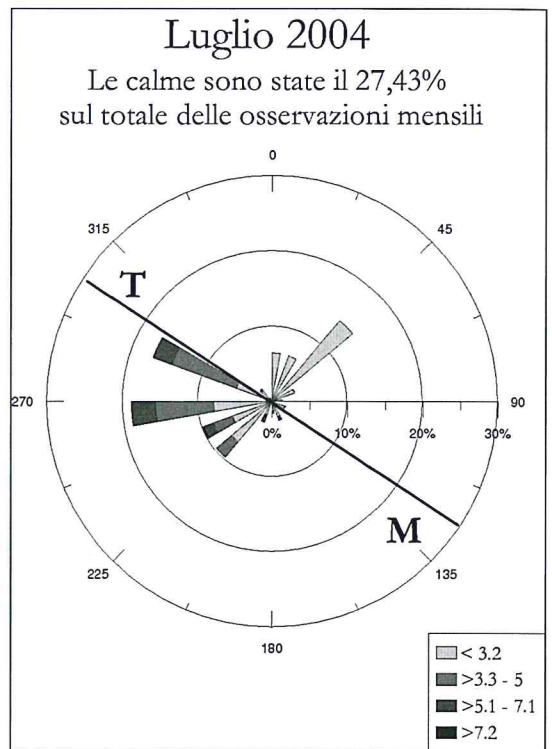 Luglio 2004
Le calme sono state il 27,43%
sul totale delle osservazioni mensili
0
315
45
T
270
90
0%
10%
20%
30%
M
225
135
180
< 3.2
>3.3 - 5
>5.1 - 7.1
>7.2